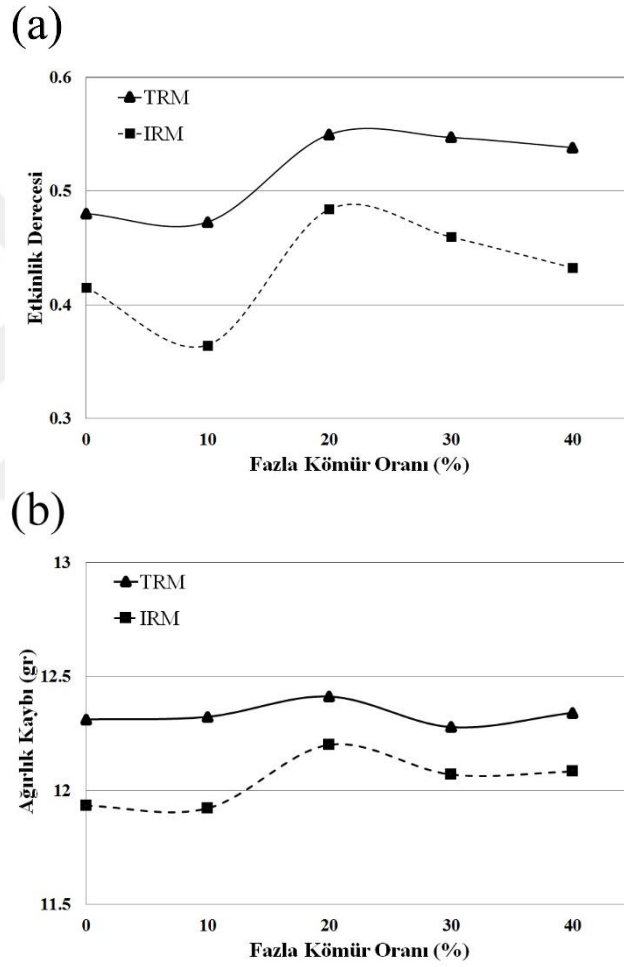 (a)
0.6
TRM
IRM
0.5
0.4
0.3
Etkinlik Derecesi
0 10 20 30 40
Fazla Kömür Oranı (%)
(b)
13
TRM
IRM
12.5
12
11.5
Ağırlık Kaybı (gr)
0 10 20 30 40
Fazla Kömür Oranı (%)